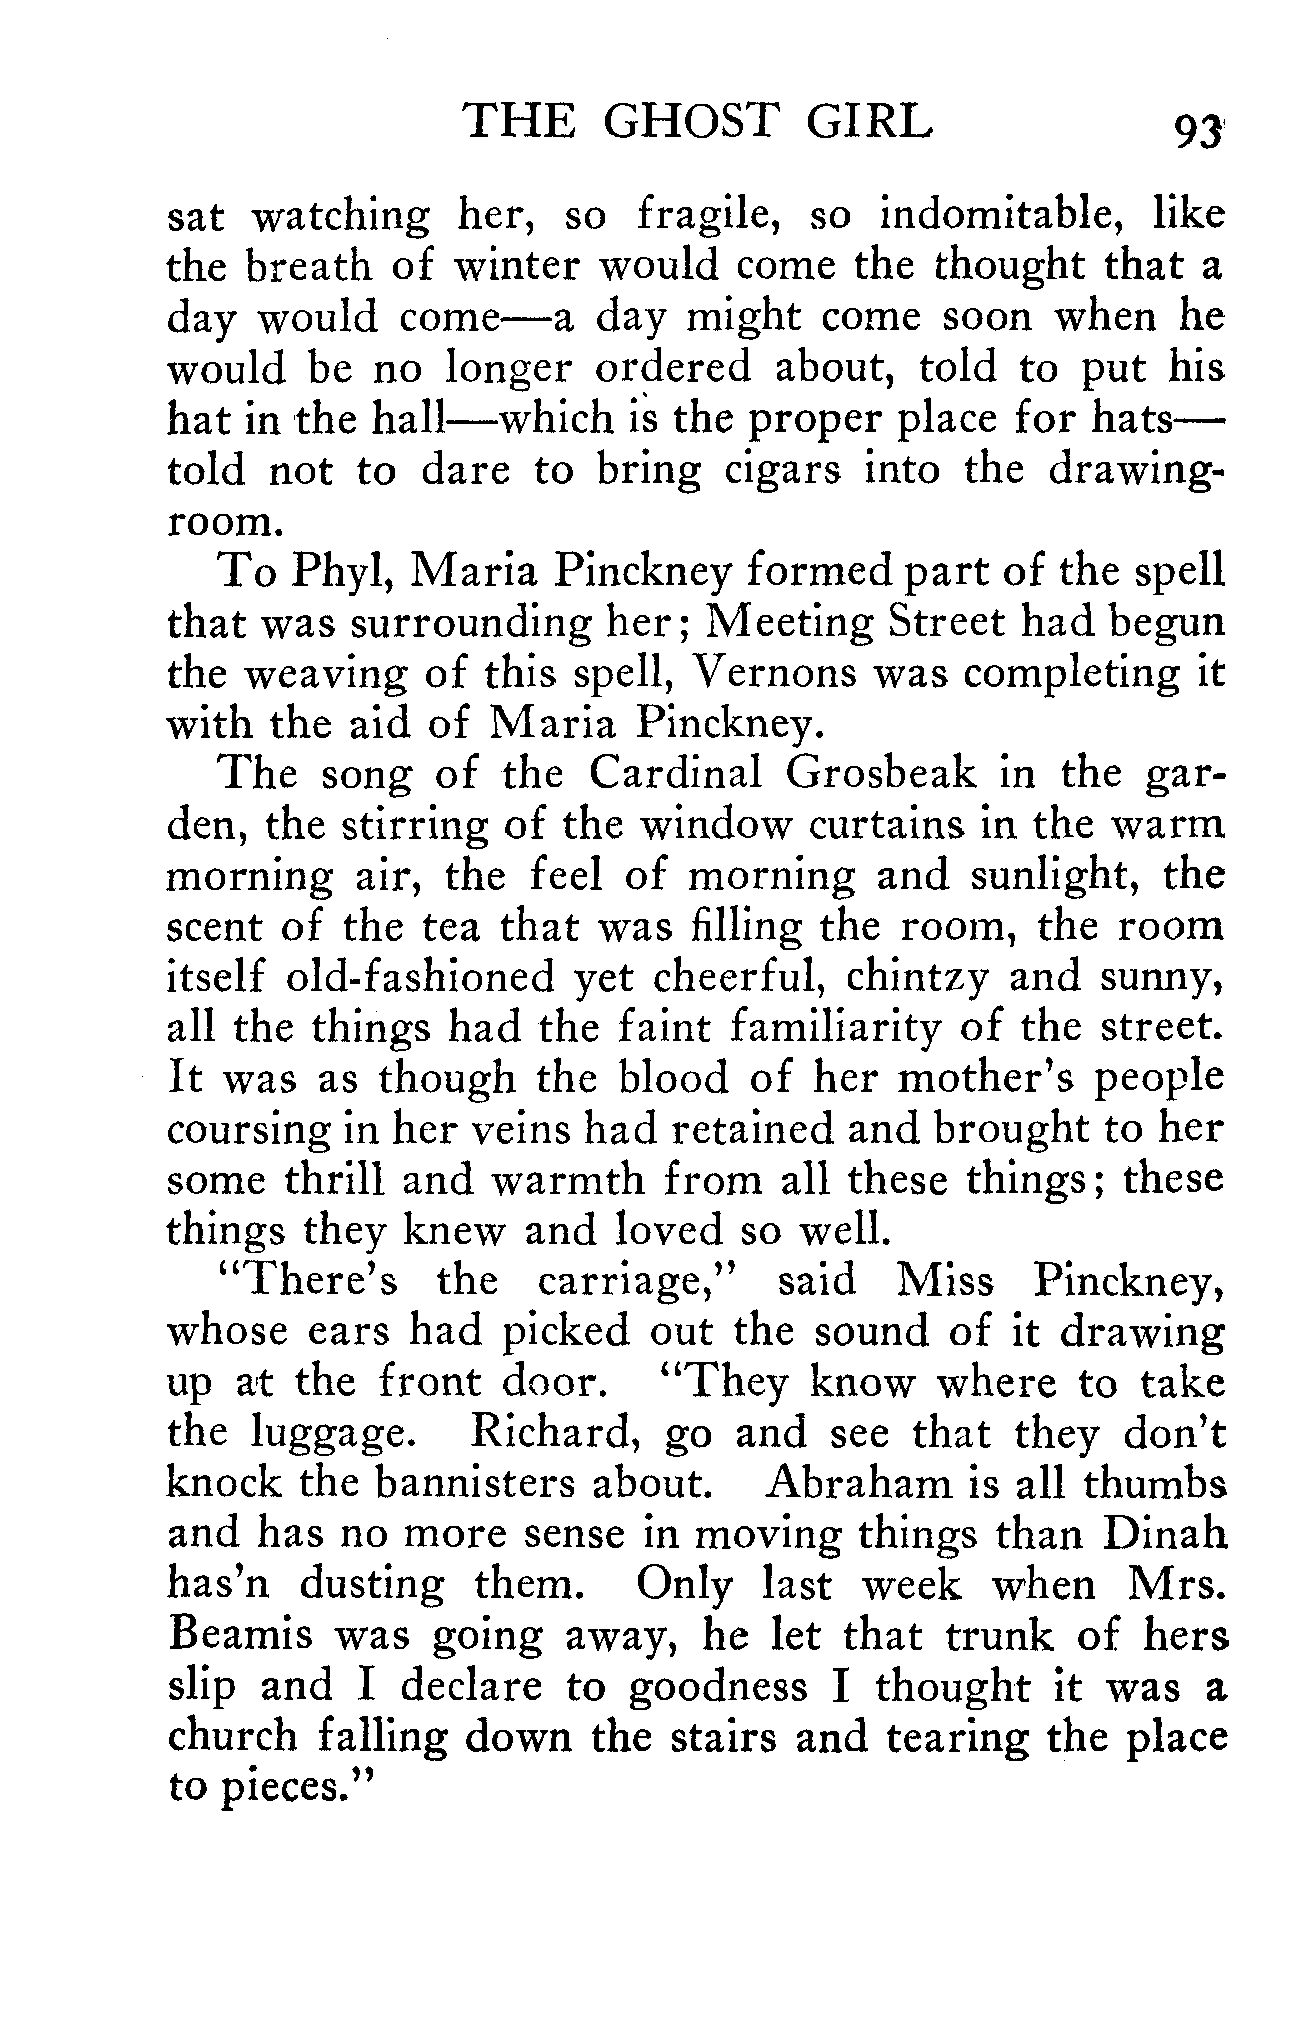 THE GHOST GIRL 93
sat watching her, so fragile, so indomitable, like
the breath of winter would come the thought that a
day would come—a day might come soon when he
would be no longer ordered about, told to put his
hat in the hall—which is the proper place for hats—
told not to dare to bring cigars into the drawing-
room.
To Phyl, Maria Pinckney formed part of the spell
that was surrounding her; Meeting Street had begun
the weaving of this spell, Vernons was completing it
with the aid of Maria Pinckney.
The song of the Cardinal Grosbeak in the gar-
den, the stirring of the window curtains in the warm
morning air, the feel of morning and sunlight, the
scent of the tea that was filling the room, the room
itself old-fashioned yet cheerful, chintzy and sunny,
all the things had the faint familiarity of the street.
It was as though the blood of her mother's people
coursing in her veins had retained and brought to her
some thrill and warmth from all these things; these
things they knew and loved so well.
"There's the carriage," said Miss Pinckney,
whose ears had picked out the sound of it drawing
up at the front door. "They know where to take
the luggage. Richard, go and see that they don't
knock the bannisters about. Abraham is all thumbs
and has no more sense in moving things than Dinah
has'n dusting them. Only last week when Mrs.
Beamis was going away, he let that trunk of hers
slip and I declare to goodness I thought it was a
church falling down the stairs and tearing the place
to pieces."